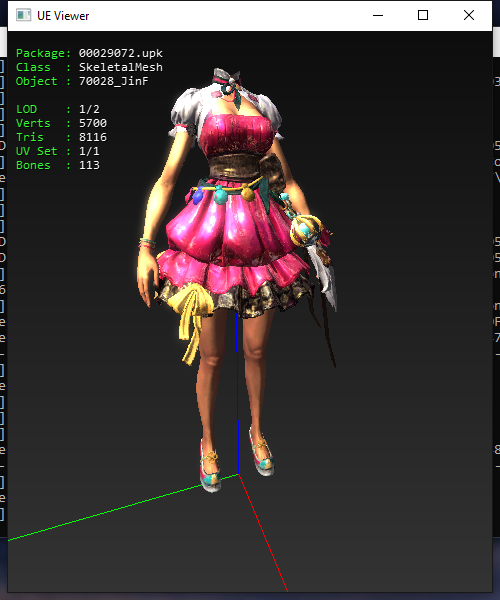 UE Viewer
Package: 00029072.upk
Class : SkeletalMesh
Object : 70028_JinF
LOD : 1/2
Verts : 5700
Tris : 8116
UV Set : 1/1
Bones : 113